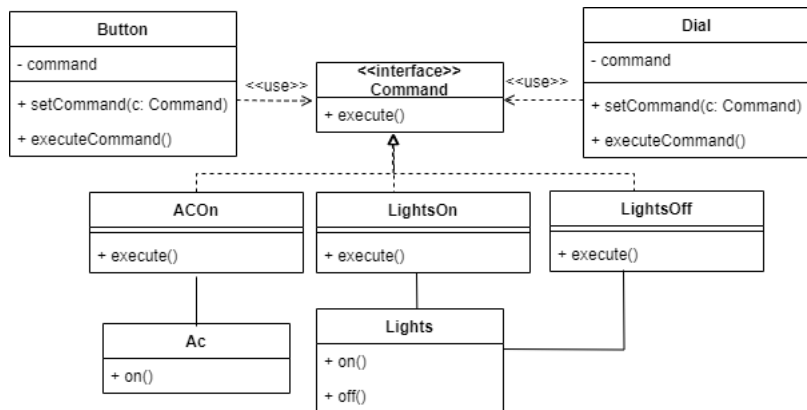 Button
- command
+ setCommand(c: Command)
+ executeCommand()
<<use>>
<<interface>>
Command
+ execute()
<<use>>
Dial
- command
+ setCommand(c: Command)
+ executeCommand()
ACOn
+ execute()
LightsOn
+ execute()
LightsOff
+ execute()
Ac
+ on()
Lights
+ on()
+ off()